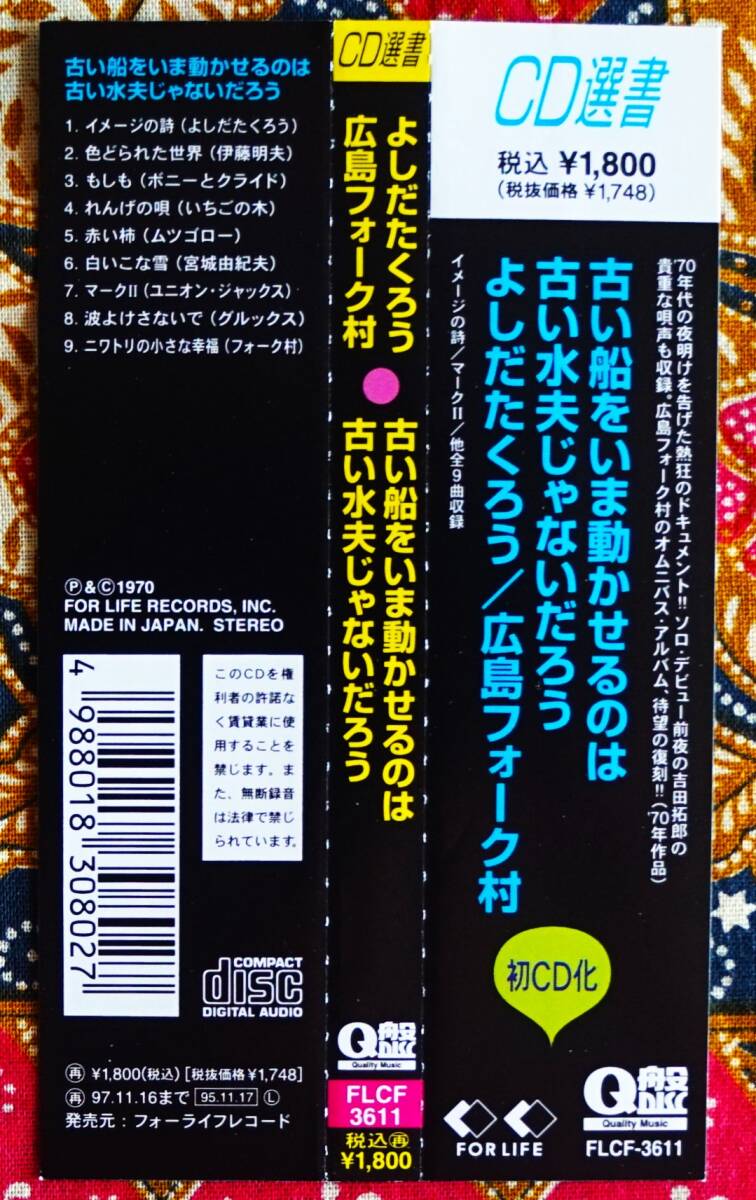 古い船をいま動かせるのは
古い水夫じゃないだろう
1. イメージの詩（よしだたくろう）
2. 色どられた世界（伊藤明夫）
3. もしも（ボニーとクライド）
4. れんげの唄（いちごの木）
5. 赤い柿（ムツゴロー）
6. 白いこな雪（宮城由紀夫）
7. マークII（ユニオン・ジャックス）
8. 波よけさないで（グルックス）
9. ニワトリの小さな幸福（フォーク村）
Ⓟ&Ⓒ1970
FOR LIFE RECORDS, INC.
MADE IN JAPAN. STEREO
4 988018 308027
このCDを権
利者の許諾な
く賃貸業に使
用することを
禁じます。ま
た、無断録音
は法律で禁じ
られています。
COMPACT
disc
DIGITAL AUDIO
再 ¥1,800(税込) [税抜価格 ¥1,748]
再 97.11.16まで 95.11.17 Ⓛ
発売元：フォーライフレコード
CD選書
よしだたくろう
広島フォーク村
古い船をいま動かせるのは
古い水夫じゃないだろう
Q盤
DISC
Quality Music
FLCF
3611
税込再
¥1,800
CD選書
税込 ¥1,800
(税抜価格 ¥1,748)
'70年代の夜明けを告げた熱狂のドキュメント!! ソロ・デビュー前夜の吉田拓郎の
貴重な唄声も収録。広島フォーク村のオムニバス・アルバム、待望の復刻!!('70年作品)
古い船をいま動かせるのは
古い水夫じゃないだろう
よしだたくろう／広島フォーク村
イメージの詩／マークII／他全9曲収録
初CD化
FOR LIFE
Q盤
DISC
Quality Music
FLCF-3611